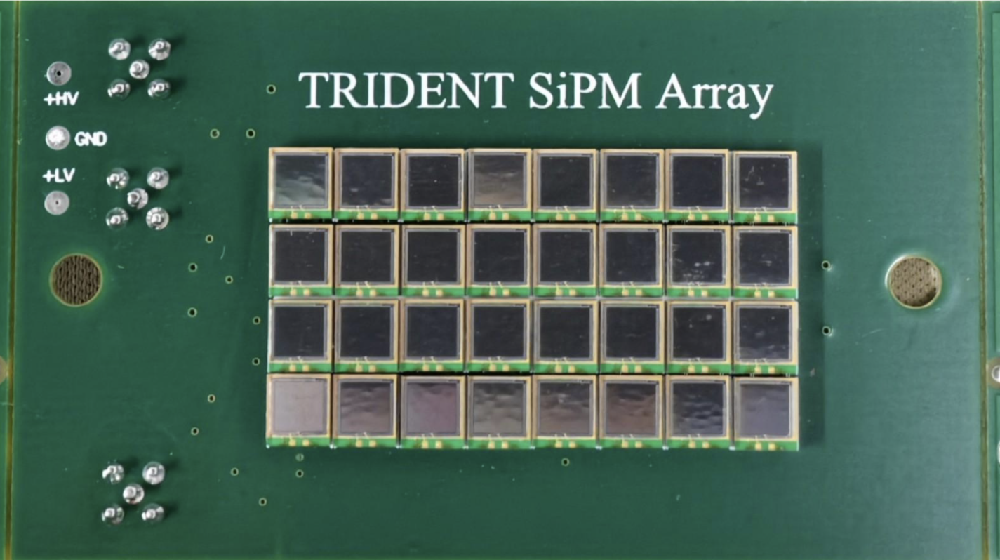 TRIDENT SiPM Array
+HV
GND
+LV